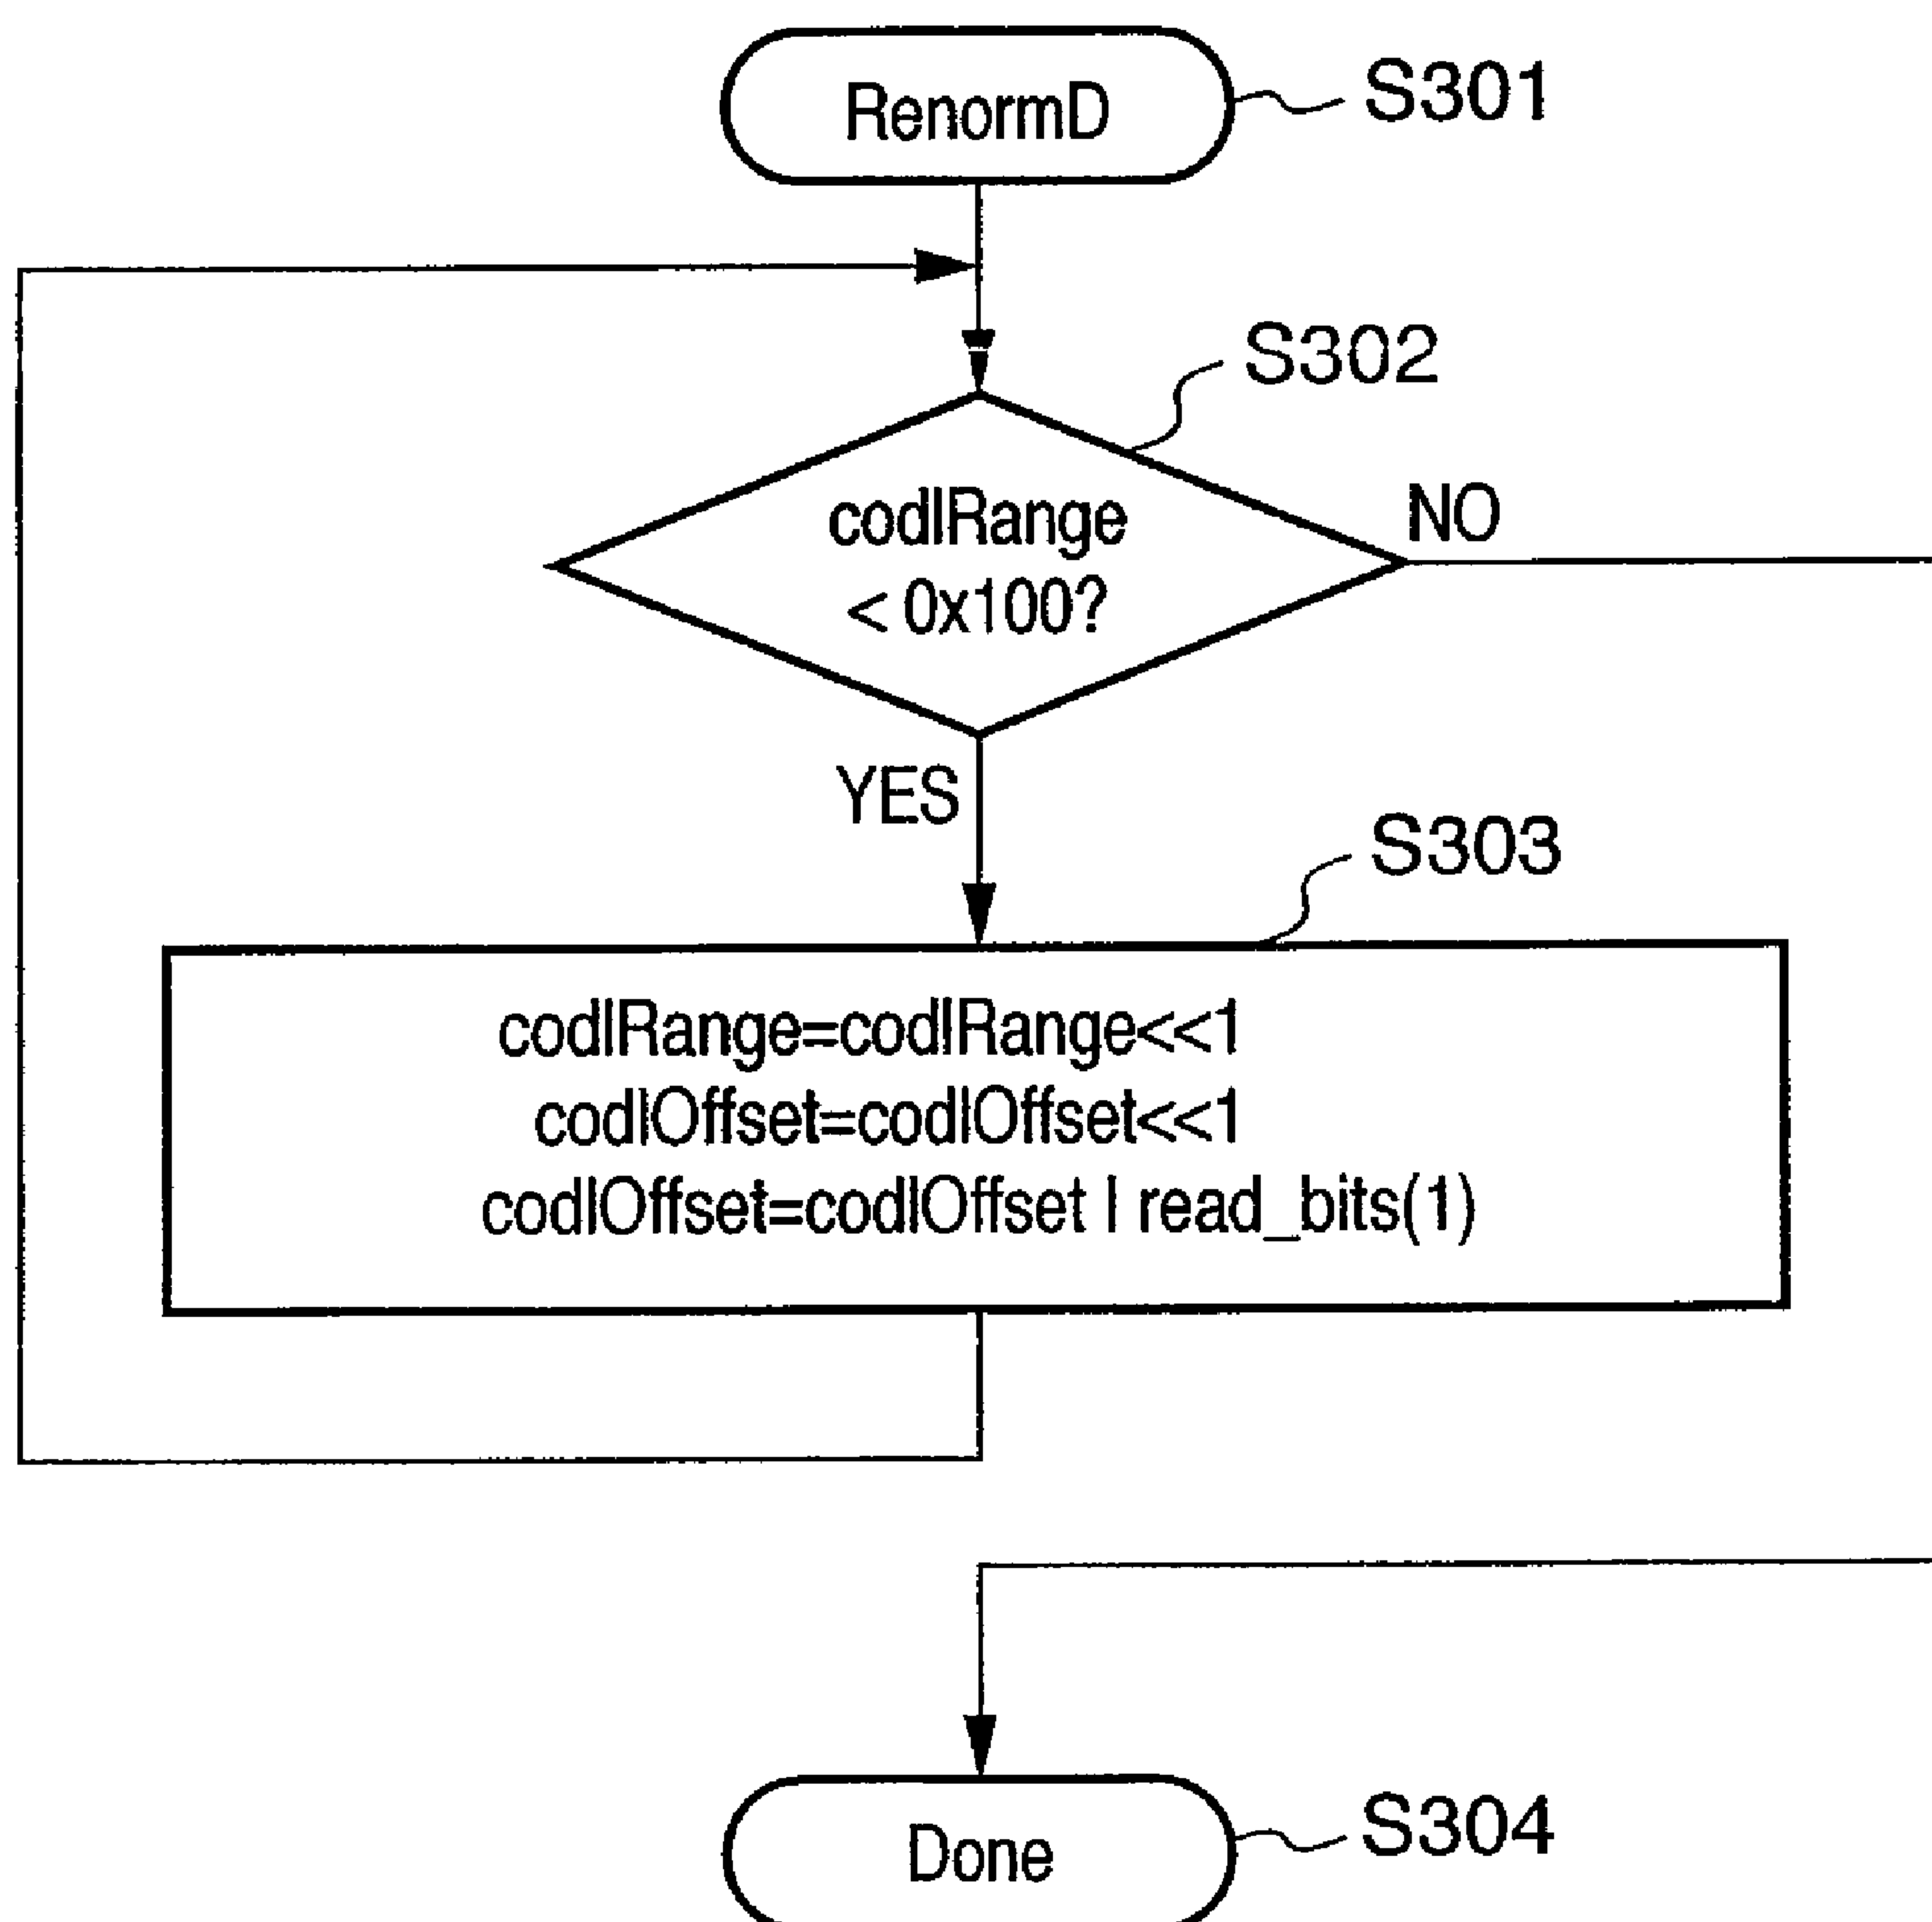 RenormD
S301
S302
codIRange
< 0x100?
NO
YES
S303
codIRange=codIRange<<1
codIOffset=codIOffset<<1
codIOffset=codIOffset | read_bits(1)
Done
S304